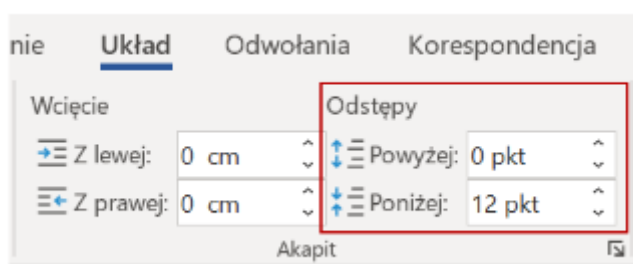 nie Układ Odwołania Korespondencja
Wcięcie Odstępy
Z lewej: 0 cm Powyżej: 0 pkt
Z prawej: 0 cm Poniżej: 12 pkt
Akapit